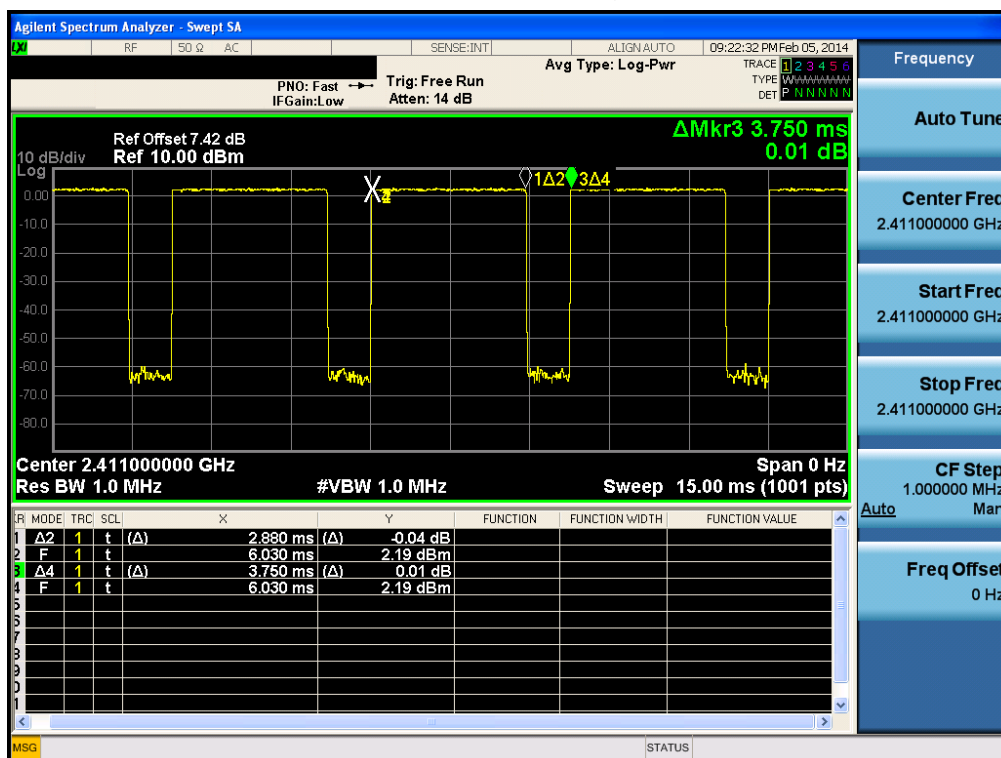 Agilent Spectrum Analyzer - Swept SA
LXI RF 50 Ω AC SENSE:INT ALIGN AUTO 09:22:32 PM Feb 05, 2014
Avg Type: Log-Pwr
PNO: Fast Trig: Free Run
IFGain:Low Atten: 14 dB
TRACE 1 2 3 4 5 6
TYPE W
DET P N N N N N
Frequency
Auto Tune
ΔMkr3 3.750 ms
0.01 dB
Ref Offset 7.42 dB
10 dB/div Ref 10.00 dBm
Log
1Δ2 3Δ4
0.00
-10.0
-20.0
-30.0
-40.0
-50.0
-60.0
-70.0
-80.0
Center 2.411000000 GHz Span 0 Hz
Res BW 1.0 MHz #VBW 1.0 MHz Sweep 15.00 ms (1001 pts)
MODE TRC SCL X Y FUNCTION FUNCTION WIDTH FUNCTION VALUE
1 Δ2 1 t (Δ) 2.880 ms (Δ) -0.04 dB
2 F 1 t 6.030 ms 2.19 dBm
3 Δ4 1 t (Δ) 3.750 ms (Δ) 0.01 dB
4 F 1 t 6.030 ms 2.19 dBm
5
6
7
8
9
Center Freq
2.411000000 GHz
Start Freq
2.411000000 GHz
Stop Freq
2.411000000 GHz
CF Step
1.000000 MHz
Auto Man
Freq Offset
0 Hz
MSG STATUS